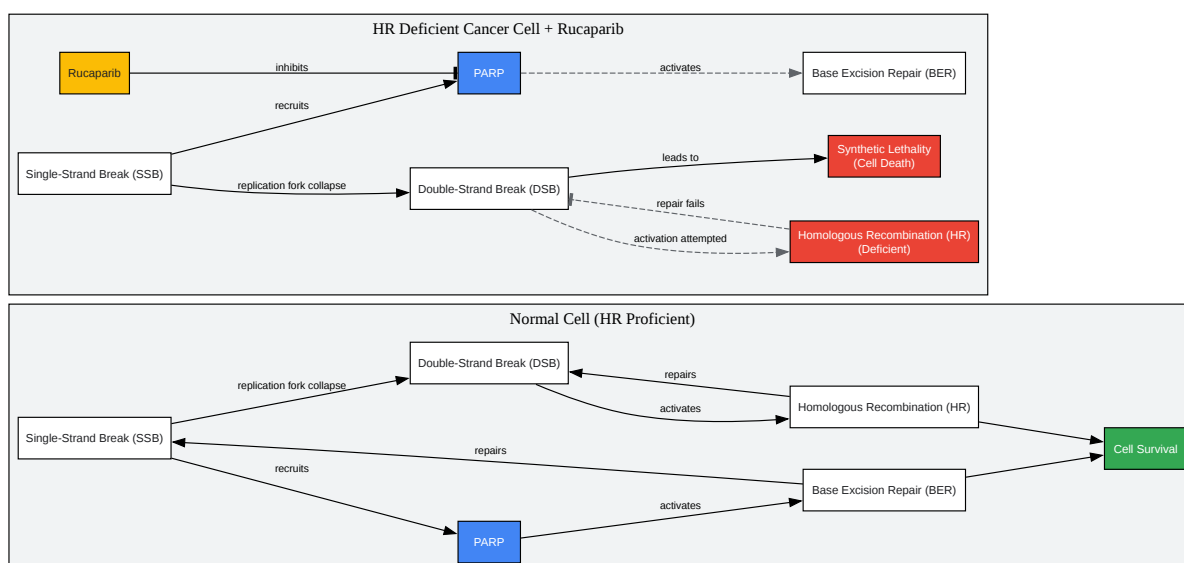 HR Deficient Cancer Cell + Rucaparib
Rucaparib
inhibits
PARP
activates
Base Excision Repair (BER)
recruits
Single-Strand Break (SSB)
replication fork collapse
Double-Strand Break (DSB)
leads to
Synthetic Lethality
(Cell Death)
repair fails
activation attempted
Homologous Recombination (HR)
(Deficient)
Normal Cell (HR Proficient)
Double-Strand Break (DSB)
replication fork collapse
repairs
activates
Homologous Recombination (HR)
Single-Strand Break (SSB)
repairs
Cell Survival
recruits
Base Excision Repair (BER)
activates
PARP